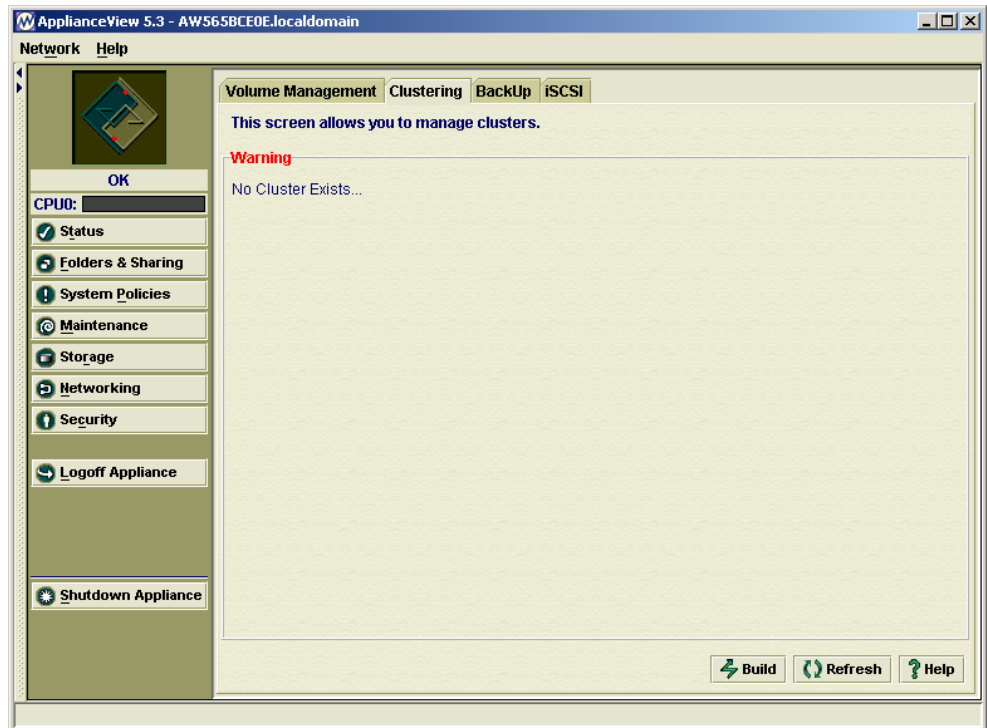 ApplianceView 5.3 - AW565BCE0E.localdomain
Network Help
Volume Management Clustering BackUp iSCSI
This screen allows you to manage clusters.
Warning
No Cluster Exists...
OK
CPU0:
Status
Folders & Sharing
System Policies
Maintenance
Storage
Networking
Security
Logoff Appliance
Shutdown Appliance
Build Refresh Help